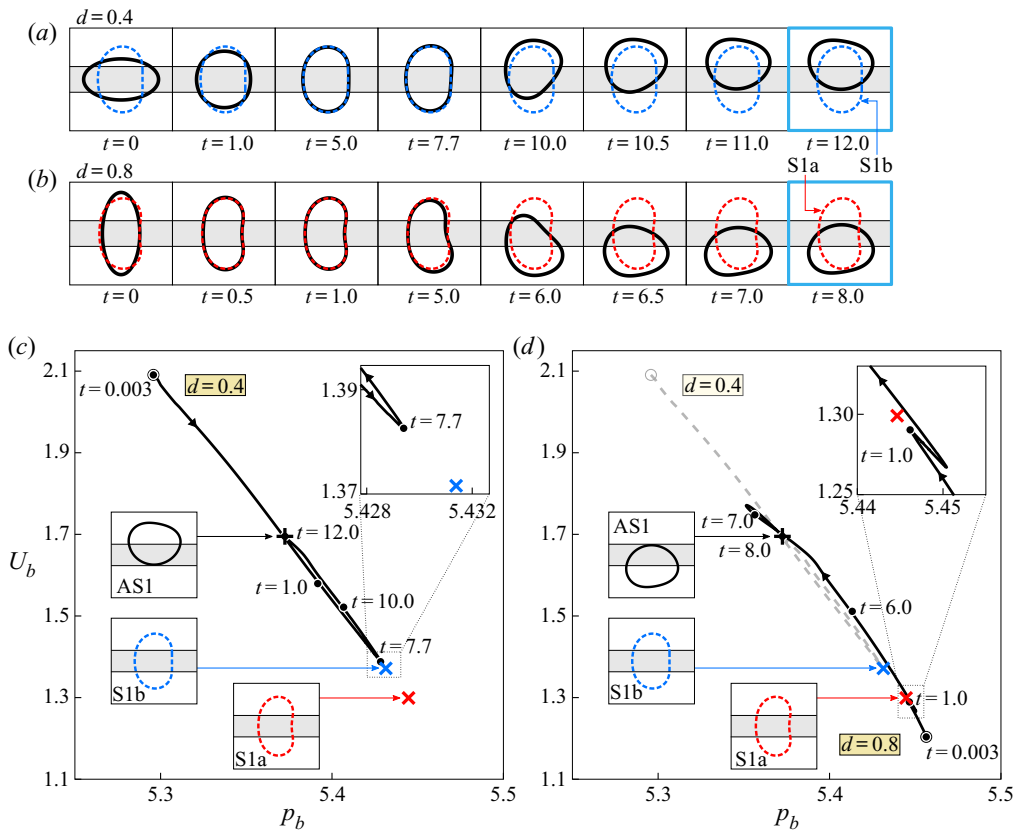 d = 0.4
(a)
t = 0 t = 1.0 t = 5.0 t = 7.7 t = 10.0 t = 10.5 t = 11.0 t = 12.0
S1a S1b
(b) d = 0.8
t = 0 t = 0.5 t = 1.0 t = 5.0 t = 6.0 t = 6.5 t = 7.0 t = 8.0
(c)
2.1
1.9
1.7
1.5
1.3
1.1
U_b
5.3 5.4 5.5
p_b
t = 0.003
d = 0.4
1.39
1.37
5.428 5.432
t = 7.7
t = 12.0
t = 1.0
t = 10.0
t = 7.7
AS1
S1b
S1a
(d)
2.1
1.9
1.7
1.5
1.3
1.1
5.3 5.4 5.5
p_b
d = 0.4
1.30
1.25
5.44 5.45
t = 1.0
AS1
t = 7.0
t = 8.0
t = 6.0
S1b
t = 1.0
S1a
d = 0.8
t = 0.003